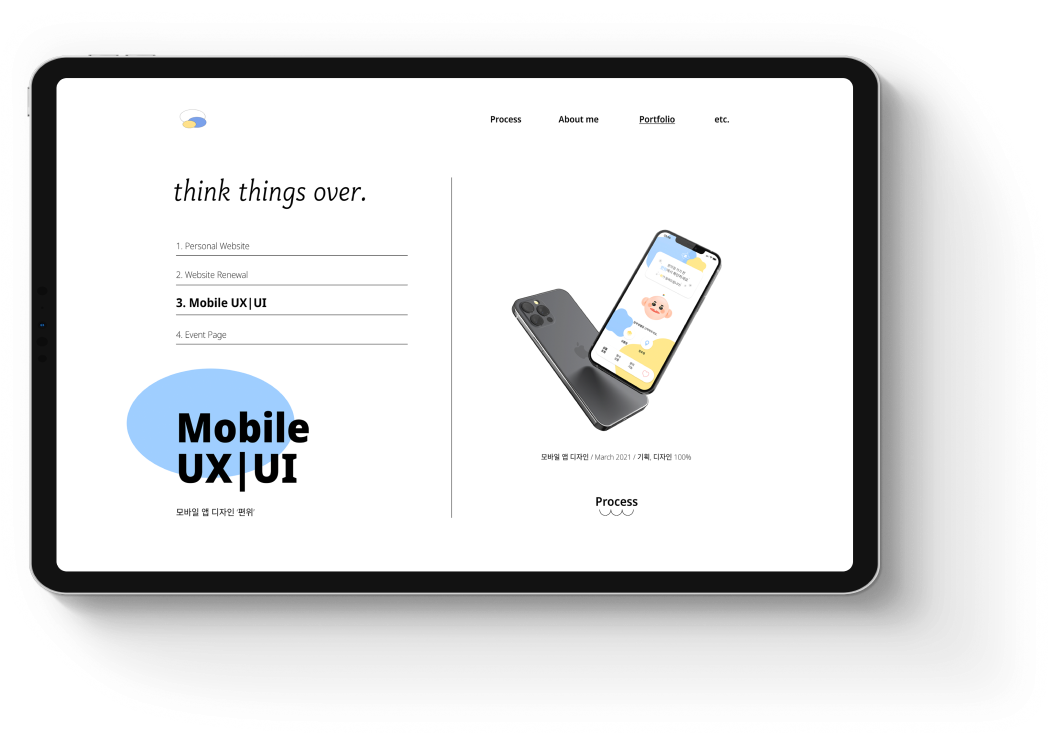 Process About me Portfolio etc.
think things over.
1. Personal Website
2. Website Renewal
3. Mobile UX|UI
4. Event Page
Mobile
UX|UI
모바일 앱 디자인 '편위'
모바일 앱 디자인 / March 2021 / 기획, 디자인 100%
Process